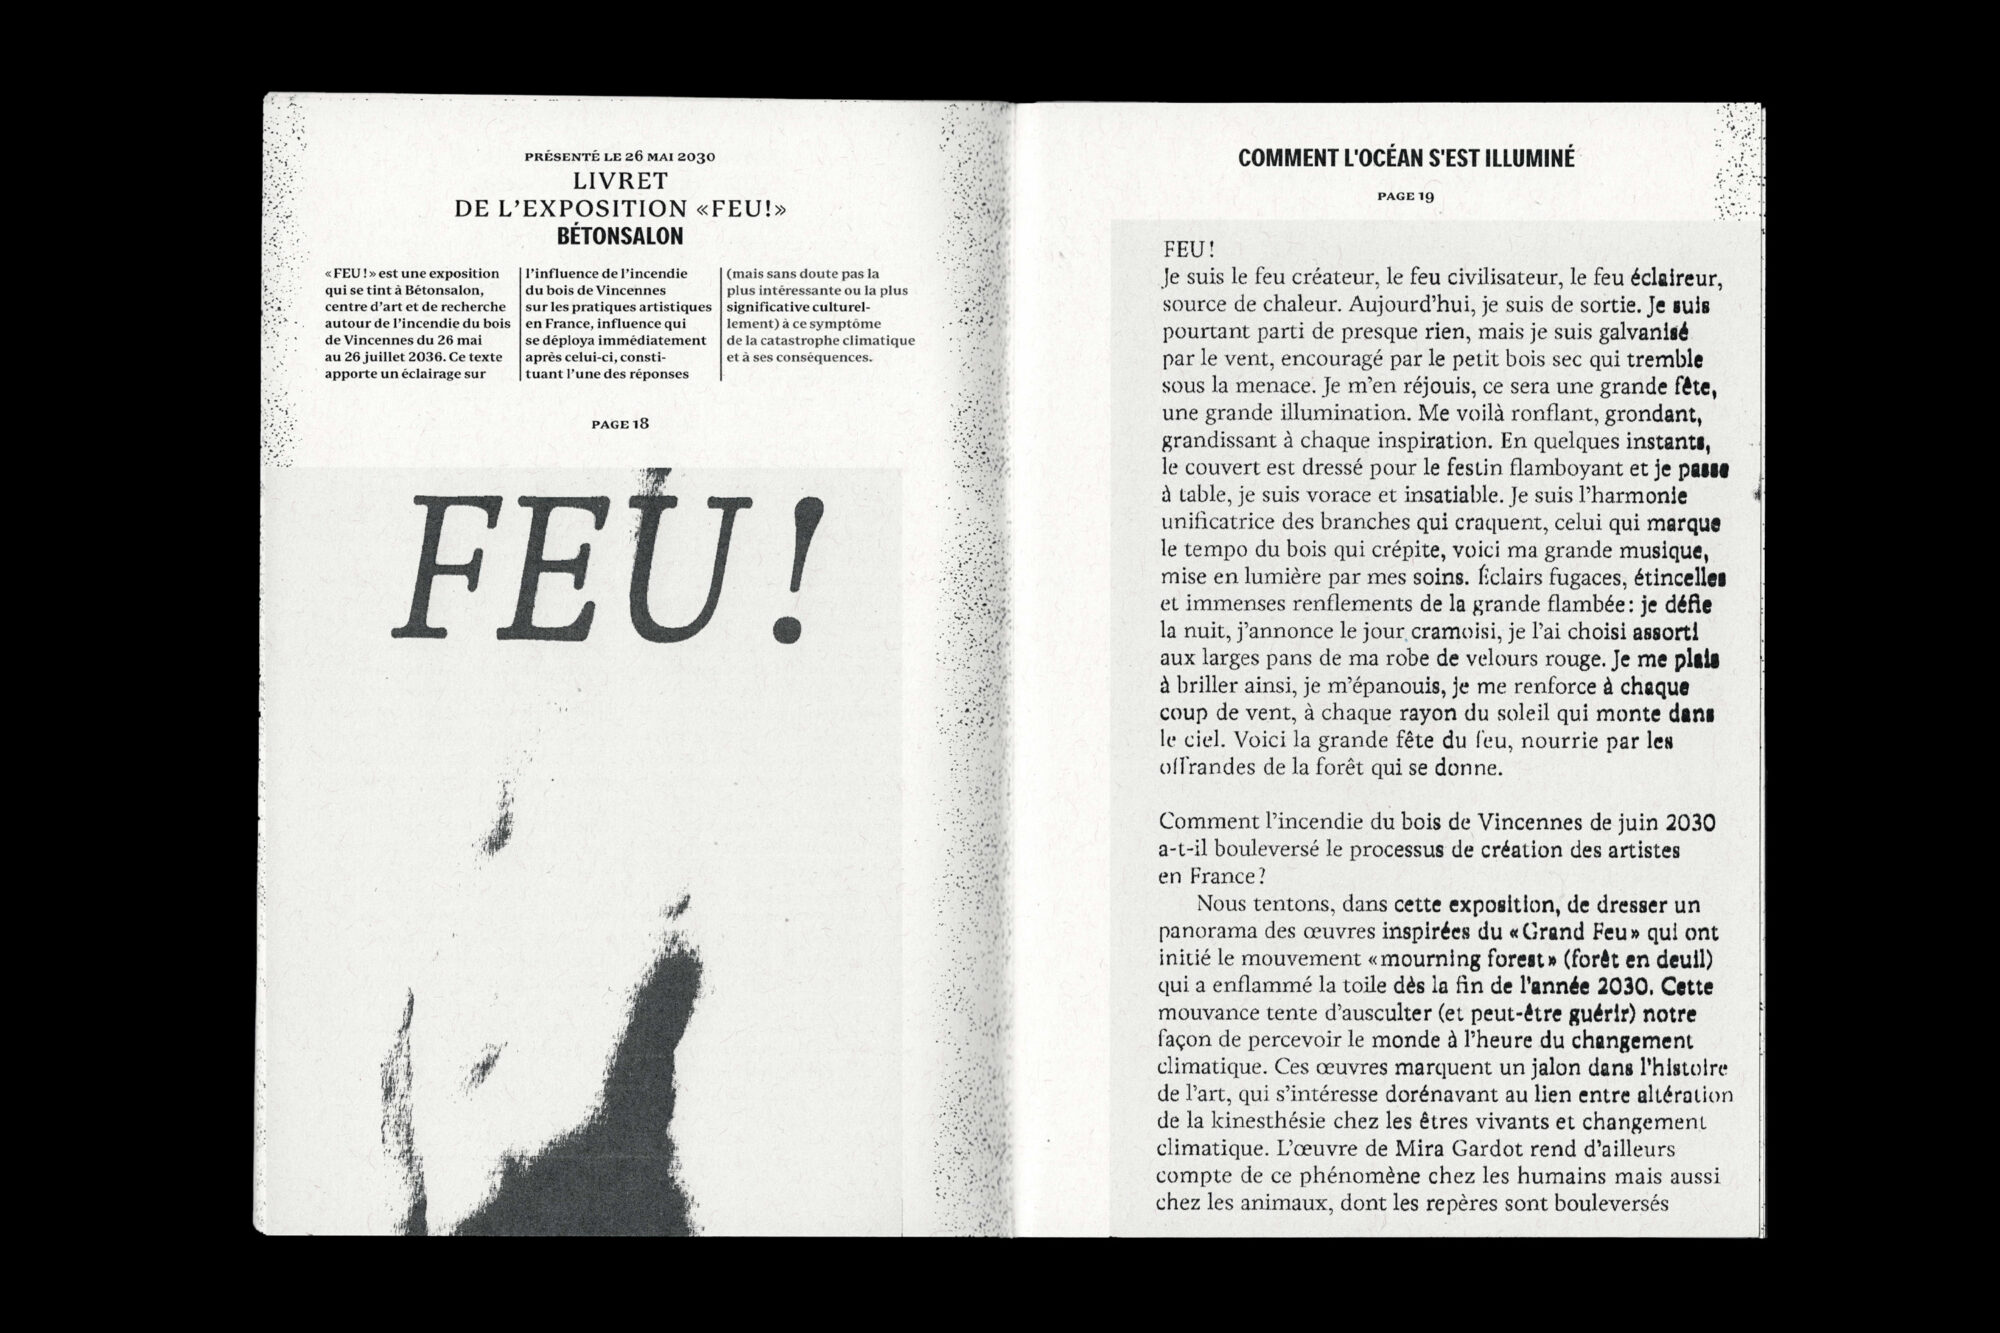 PRÉSENTÉ LE 26 MAI 2030
LIVRET
DE L'EXPOSITION «FEU!»
BÉTONSALON
«FEU!» est une exposition
qui se tint à Bétonsalon,
centre d'art et de recherche
autour de l'incendie du bois
de Vincennes du 26 mai
au 26 juillet 2036. Ce texte
apporte un éclairage sur
l'influence de l'incendie
du bois de Vincennes
sur les pratiques artistiques
en France, influence qui
se déploya immédiatement
après celui-ci, consti-
tuant l'une des réponses
(mais sans doute pas la
plus intéressante ou la plus
significative culturel-
lement) à ce symptôme
de la catastrophe climatique
et à ses conséquences.
PAGE 18
FEU!
COMMENT L'OCÉAN S'EST ILLUMINÉ
PAGE 19
FEU!
Je suis le feu créateur, le feu civilisateur, le feu éclaireur,
source de chaleur. Aujourd'hui, je suis de sortie. Je suis
pourtant parti de presque rien, mais je suis galvanisé
par le vent, encouragé par le petit bois sec qui tremble
sous la menace. Je m'en réjouis, ce sera une grande fête,
une grande illumination. Me voilà ronflant, grondant,
grandissant à chaque inspiration. En quelques instants,
le couvert est dressé pour le festin flamboyant et je passe
à table, je suis vorace et insatiable. Je suis l'harmonie
unificatrice des branches qui craquent, celui qui marque
le tempo du bois qui crépite, voici ma grande musique,
mise en lumière par mes soins. Éclairs fugaces, étincelles
et immenses renflements de la grande flambée: je défie
la nuit, j'annonce le jour cramoisi, je l'ai choisi assorti
aux larges pans de ma robe de velours rouge. Je me plais
à briller ainsi, je m'épanouis, je me renforce à chaque
coup de vent, à chaque rayon du soleil qui monte dans
le ciel. Voici la grande fête du feu, nourrie par les
offrandes de la forêt qui se donne.
Comment l'incendie du bois de Vincennes de juin 2030
a-t-il bouleversé le processus de création des artistes
en France?
Nous tentons, dans cette exposition, de dresser un
panorama des œuvres inspirées du «Grand Feu» qui ont
initié le mouvement «mourning forest» (forêt en deuil)
qui a enflammé la toile dès la fin de l'année 2030. Cette
mouvance tente d'ausculter (et peut-être guérir) notre
façon de percevoir le monde à l'heure du changement
climatique. Ces œuvres marquent un jalon dans l'histoire
de l'art, qui s'intéresse dorénavant au lien entre altération
de la kinesthésie chez les êtres vivants et changement
climatique. L'œuvre de Mira Gardot rend d'ailleurs
compte de ce phénomène chez les humains mais aussi
chez les animaux, dont les repères sont bouleversés